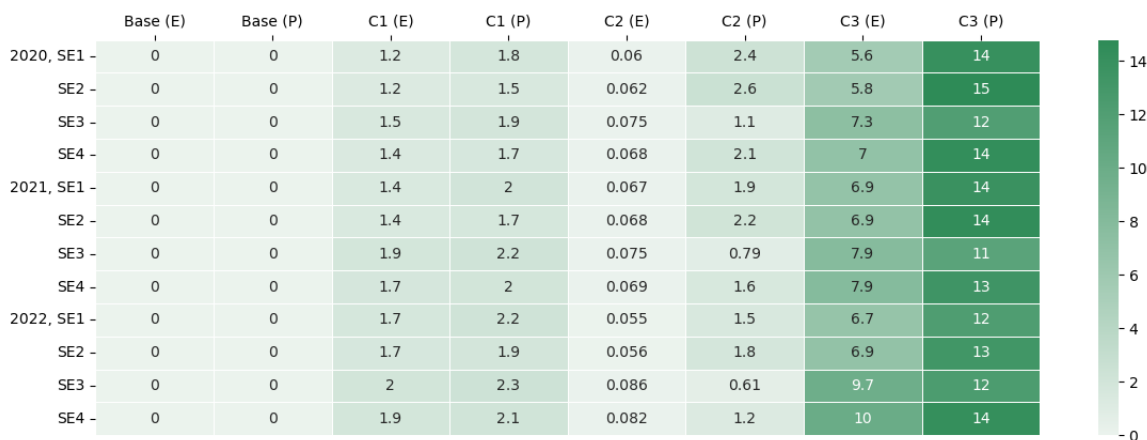 Base (E) Base (P) C1 (E) C1 (P) C2 (E) C2 (P) C3 (E) C3 (P)
2020, SE1 0 0 1.2 1.8 0.06 2.4 5.6 14
SE2 0 0 1.2 1.5 0.062 2.6 5.8 15
SE3 0 0 1.5 1.9 0.075 1.1 7.3 12
SE4 0 0 1.4 1.7 0.068 2.1 7 14
2021, SE1 0 0 1.4 2 0.067 1.9 6.9 14
SE2 0 0 1.4 1.7 0.068 2.2 6.9 14
SE3 0 0 1.9 2.2 0.075 0.79 7.9 11
SE4 0 0 1.7 2 0.069 1.6 7.9 13
2022, SE1 0 0 1.7 2.2 0.055 1.5 6.7 12
SE2 0 0 1.7 1.9 0.056 1.8 6.9 13
SE3 0 0 2 2.3 0.086 0.61 9.7 12
SE4 0 0 1.9 2.1 0.082 1.2 10 14
14
12
10
8
6
4
2
0